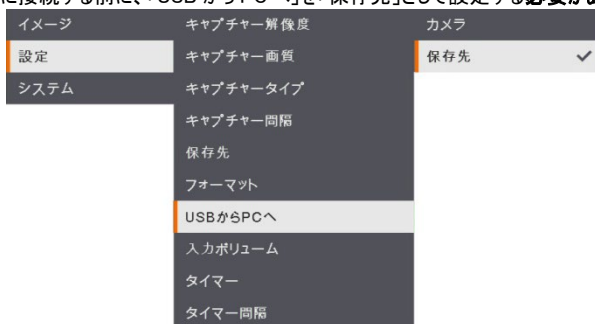 に接続する前に、「USB から PC へ」を「保存先」として設定する必要があ
イメージ
設定
システム
キャプチャー解像度
キャプチャー画質
キャプチャータイプ
キャプチャー間隔
保存先
フォーマット
USBからPCへ
入力ボリューム
タイマー
タイマー間隔
カメラ
保存先